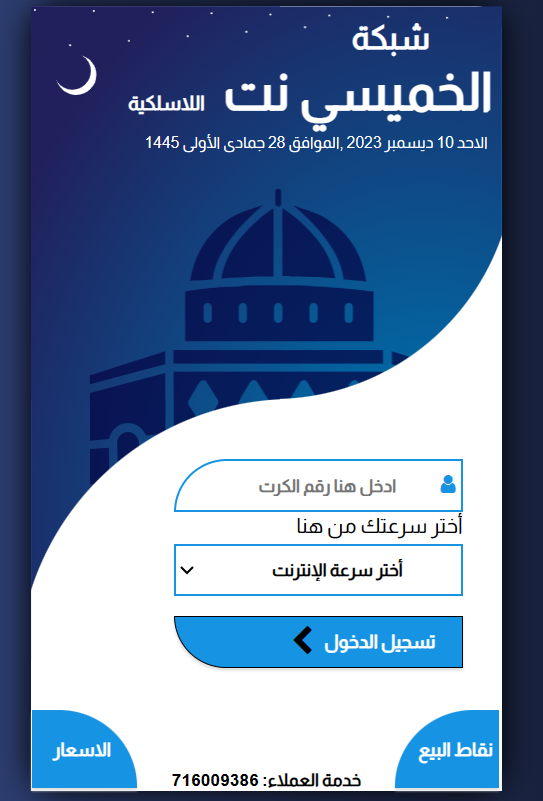 شبكة
الخميسي نت اللاسلكية
الاحد 10 ديسمبر 2023 ,الموافق 28 جمادى الأولى 1445
ادخل هنا رقم الكرت
أختر سرعتك من هنا
أختر سرعة الإنترنت
تسجيل الدخول
نقاط البيع
الاسعار
خدمة العملاء: 716009386